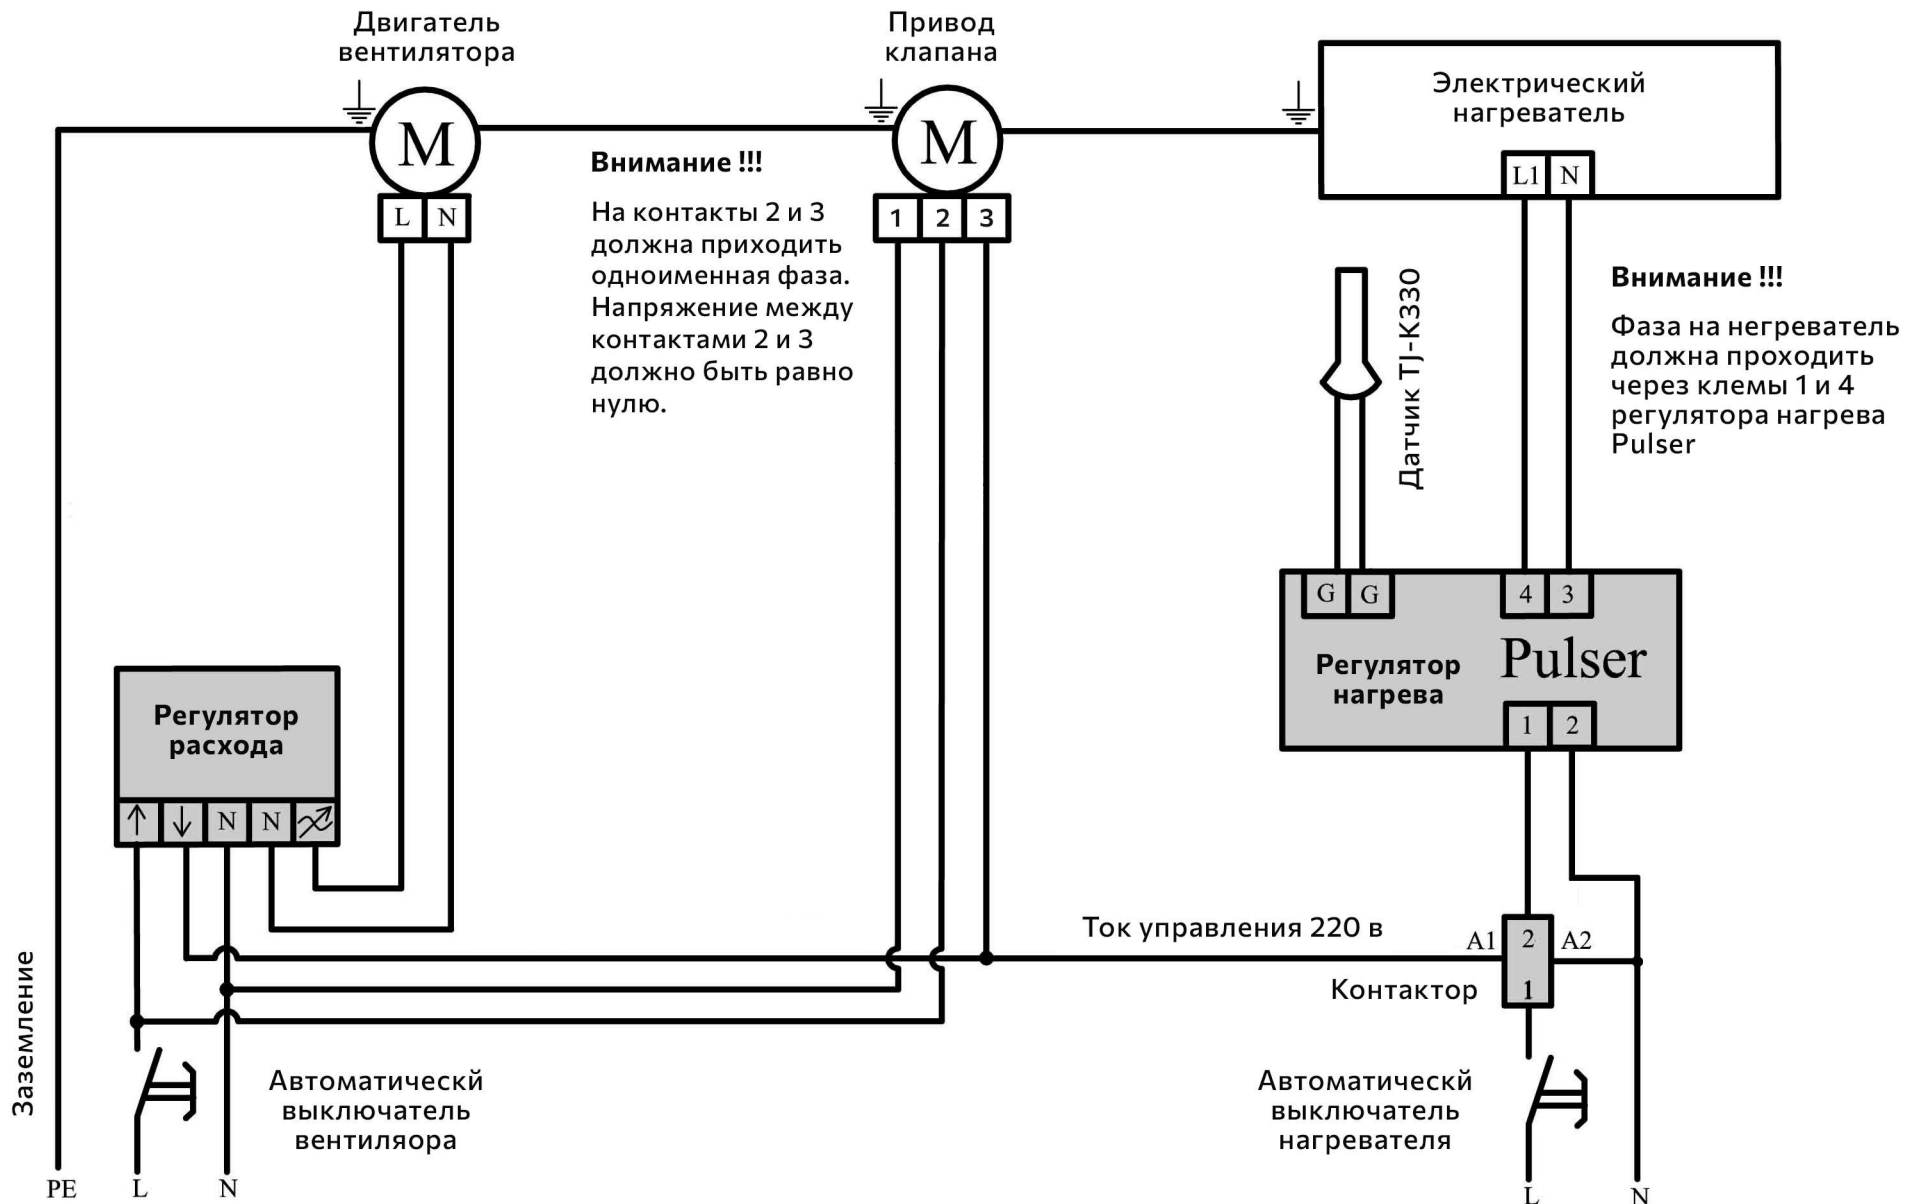 Двигатель
вентилятора
Привод
клапана
Электрический
нагреватель
M
M
L1 N
L N
1 2 3
Внимание !!!
На контакты 2 и 3
должна приходить
одноименная фаза.
Напряжение между
контактами 2 и 3
должно быть равно
нулю.
Датчик TJ-K330
Внимание !!!
Фаза на негреватель
должна проходить
через клемы 1 и 4
регулятора нагрева
Pulser
G G
4 3
Регулятор
нагрева
Pulser
1 2
Регулятор
расхода
N N
Ток управления 220 в
A1 2 A2
1
Контактор
Заземление
Автоматическй
выключатель
вентиляора
Автоматическй
выключатель
нагревателя
PE L N
L N